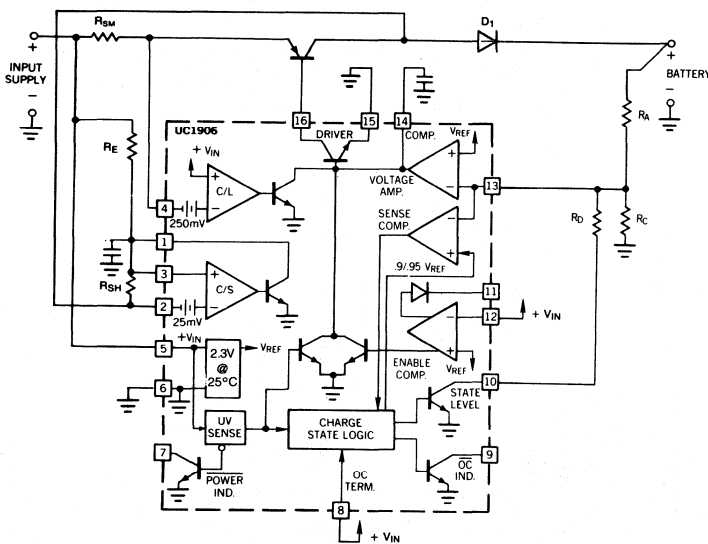 RSM
D1
+
INPUT
SUPPLY
−
+
BATTERY
−
RA
16
15
14
UC1906
DRIVER
COMP.
VREF
RE
+ VIN
+
C/L
−
+
VOLTAGE
AMP.
−
13
4
250mV
SENSE
COMP.
−
+
RD
RC
1
3
+
C/S
.9/.95 VREF
11
RSH
2
25mV
−
−
12
+ VIN
+VIN
5
2.3V
@
25°C
VREF
ENABLE
COMP.
+
VREF
6
10
STATE
LEVEL
UV
SENSE
CHARGE
STATE LOGIC
7
POWER
IND.
OC
TERM.
OC
IND.
9
8
+ VIN